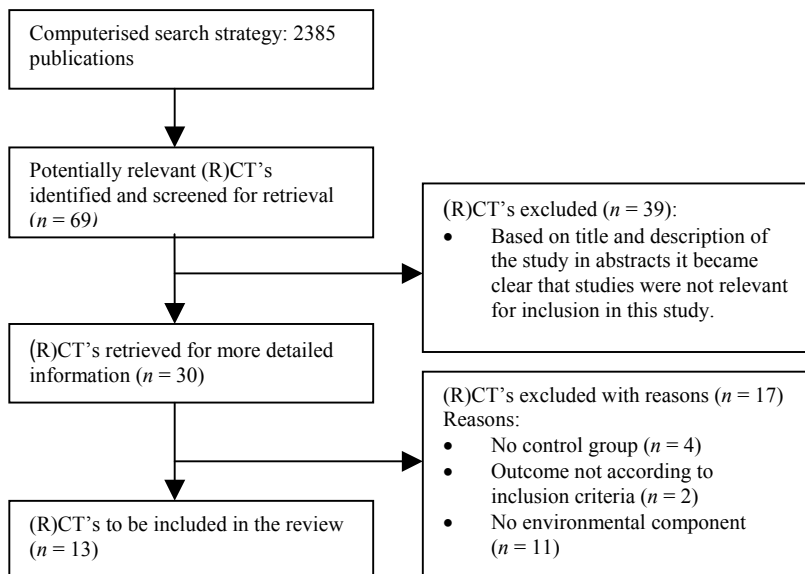 Computerised search strategy: 2385
publications
Potentially relevant (R)CT's
identified and screened for retrieval
(n = 69)
(R)CT's excluded (n = 39):
• Based on title and description of
the study in abstracts it became
clear that studies were not relevant
for inclusion in this study.
(R)CT's retrieved for more detailed
information (n = 30)
(R)CT's excluded with reasons (n = 17)
Reasons:
• No control group (n = 4)
• Outcome not according to
inclusion criteria (n = 2)
• No environmental component
(n = 11)
(R)CT's to be included in the review
(n = 13)